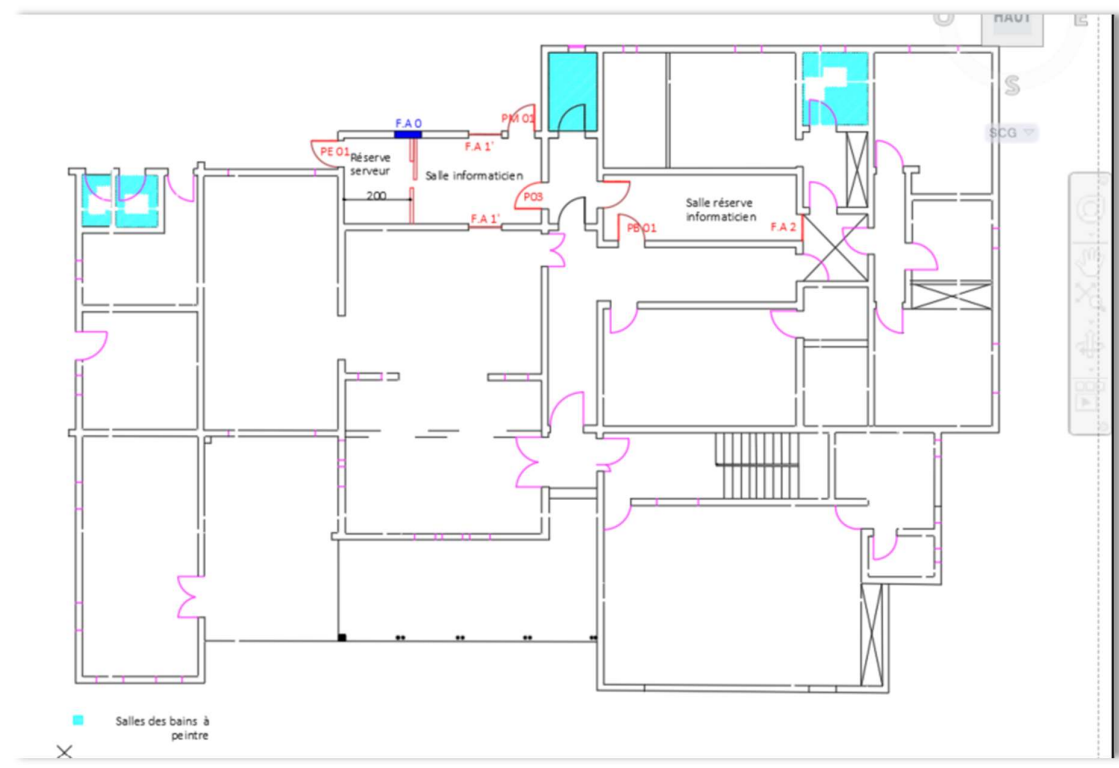 HAUT
O
E
S
SCG
F.A 0
PM 01
PE 01
F.A 1'
Réserve
serveur
Salle informaticien
200
P03
Salle réserve
informaticien
F.A 1'
PB 01
F.A 2
Salles des bains à
peintre